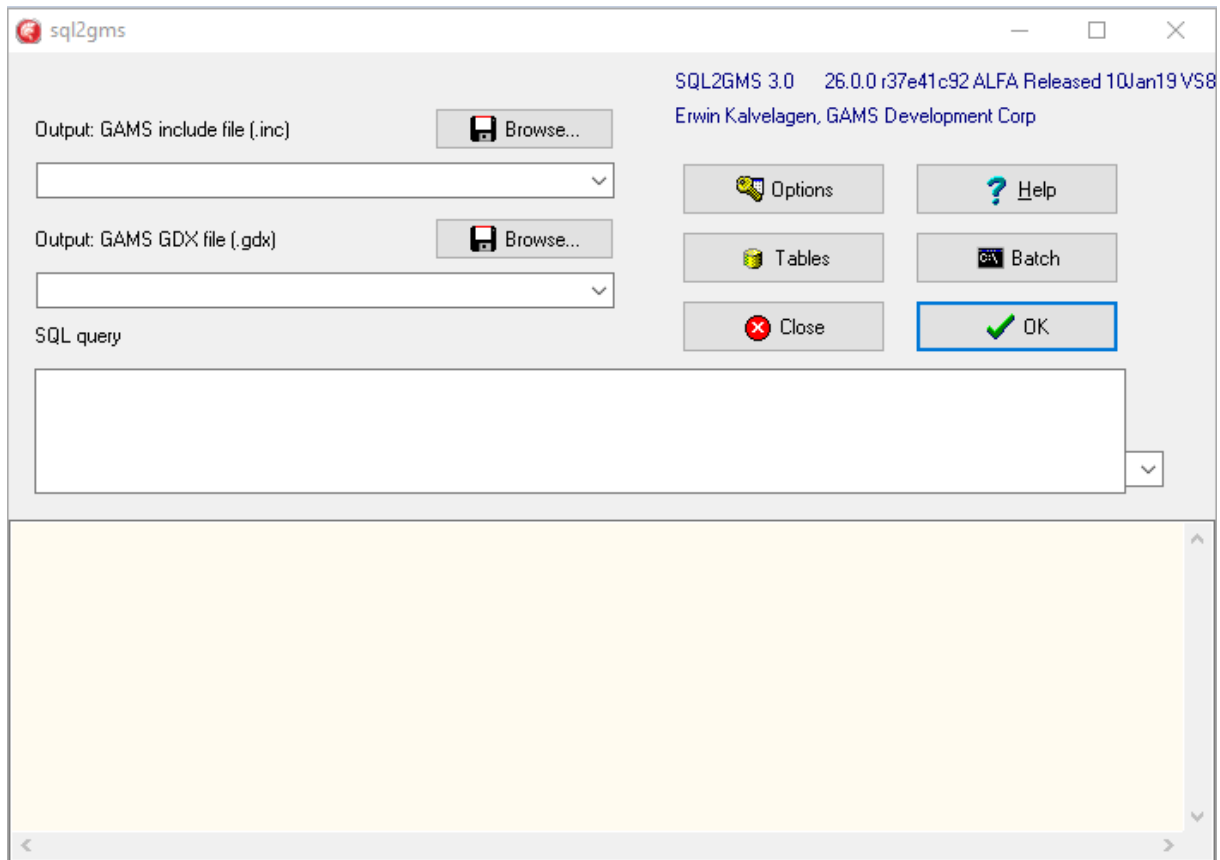 sql2gms
SQL2GMS 3.0 26.0.0 r37e41c92 ALFA Released 10Jan19 VS8
Erwin Kalvelagen, GAMS Development Corp
Output: GAMS include file (.inc)
Browse...
Options
Help
Output: GAMS GDX file (.gdx)
Browse...
Tables
C:\
Batch
SQL query
Close
OK